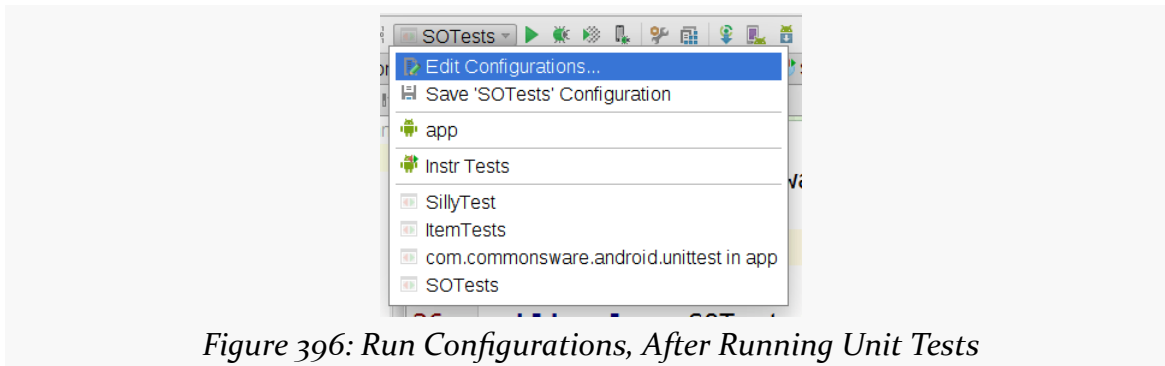 SOTests
Edit Configurations...
Save 'SOTests' Configuration
app
Instr Tests
SillyTest
ItemTests
com.commonsware.android.unittest in app
SOTests
Figure 396: Run Configurations, After Running Unit Tests